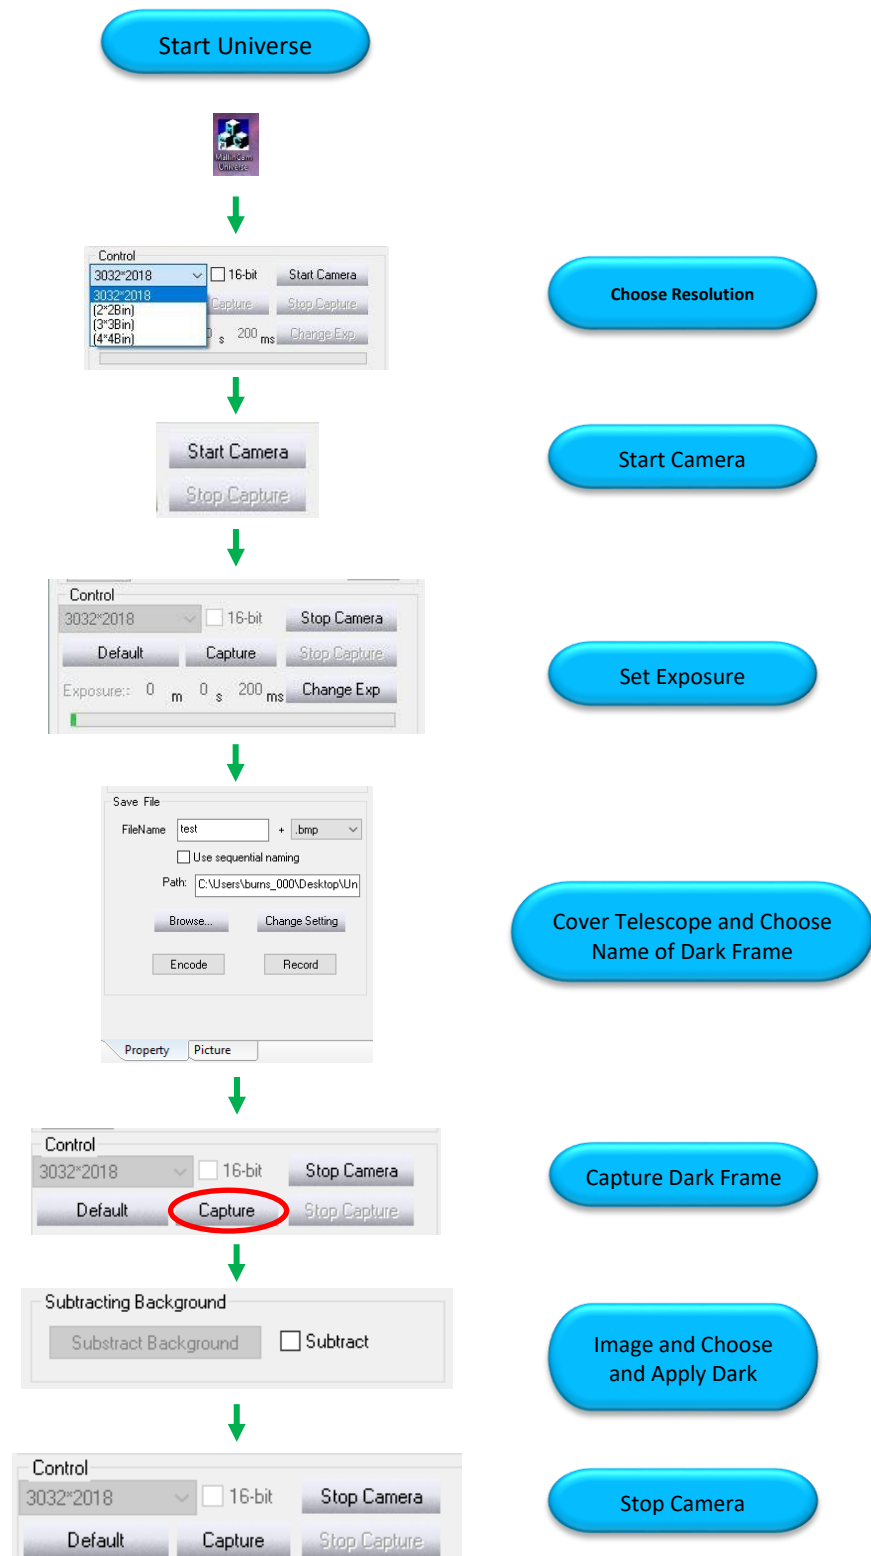 Start Universe
MallinCam
Universe
Control
3032*2018 16-bit Start Camera
3032*2018
(2*2Bin)
(3*3Bin)
(4*4Bin)
Capture Stop Capture
s 200 ms Change Exp
Choose Resolution
Start Camera
Stop Capture
Start Camera
Control
3032*2018 16-bit Stop Camera
Default Capture Stop Capture
Exposure:: 0 m 0 s 200 ms Change Exp
Set Exposure
Save File
FileName test + .bmp
Use sequential naming
Path: C:\Users\burns_000\Desktop\Un
Browse... Change Setting
Encode Record
Property Picture
Cover Telescope and Choose
Name of Dark Frame
Control
3032*2018 16-bit Stop Camera
Default Capture Stop Capture
Capture Dark Frame
Subtracting Background
Substract Background Subtract
Image and Choose
and Apply Dark
Control
3032*2018 16-bit Stop Camera
Default Capture Stop Capture
Stop Camera